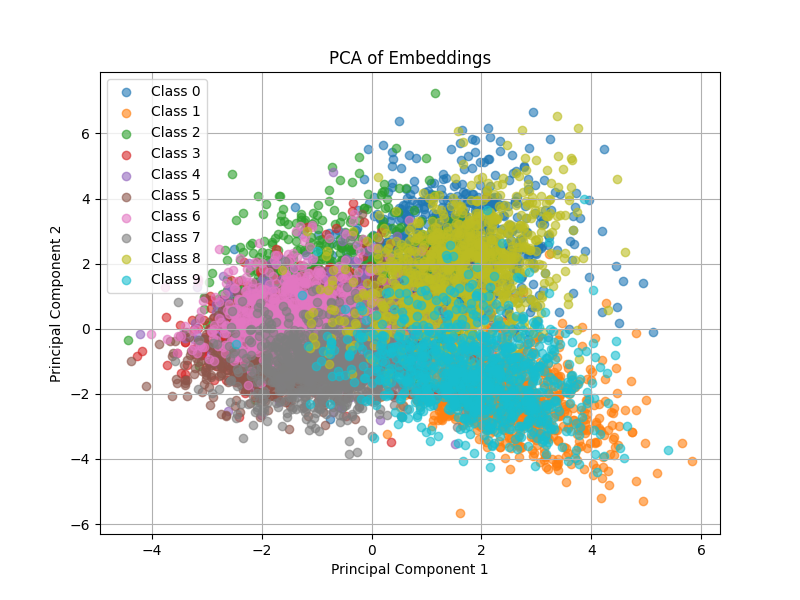 PCA of Embeddings
Class 0
Class 1
Class 2
Class 3
Class 4
Class 5
Class 6
Class 7
Class 8
Class 9
6
4
2
0
−2
−4
−6
Principal Component 2
−4
−2
0
2
4
6
Principal Component 1